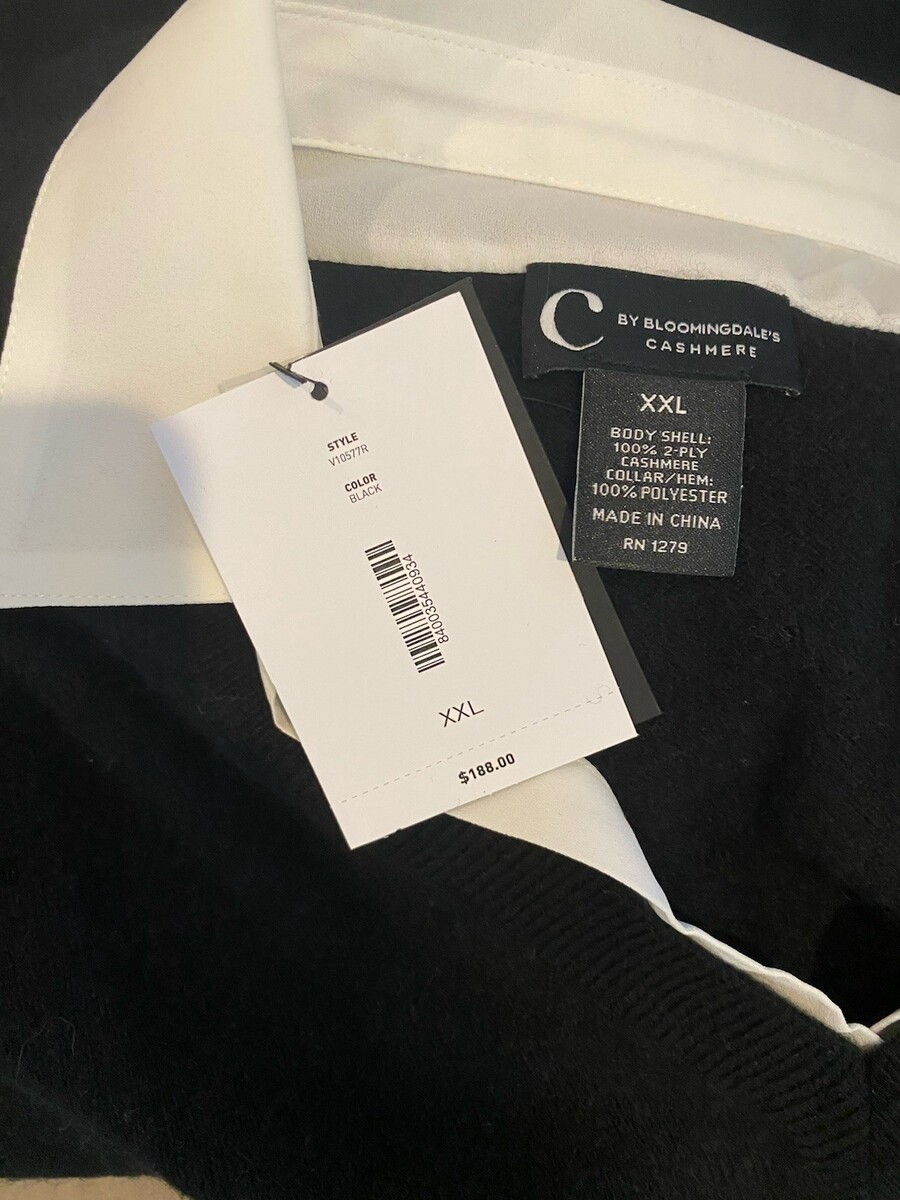 C BY BLOOMINGDALE'S
CASHMERE
XXL
BODY SHELL:
100% 2-PLY
CASHMERE
COLLAR/HEM:
100% POLYESTER
MADE IN CHINA
RN 1279
STYLE
V10577R
COLOR
BLACK
840035440934
XXL
$188.00